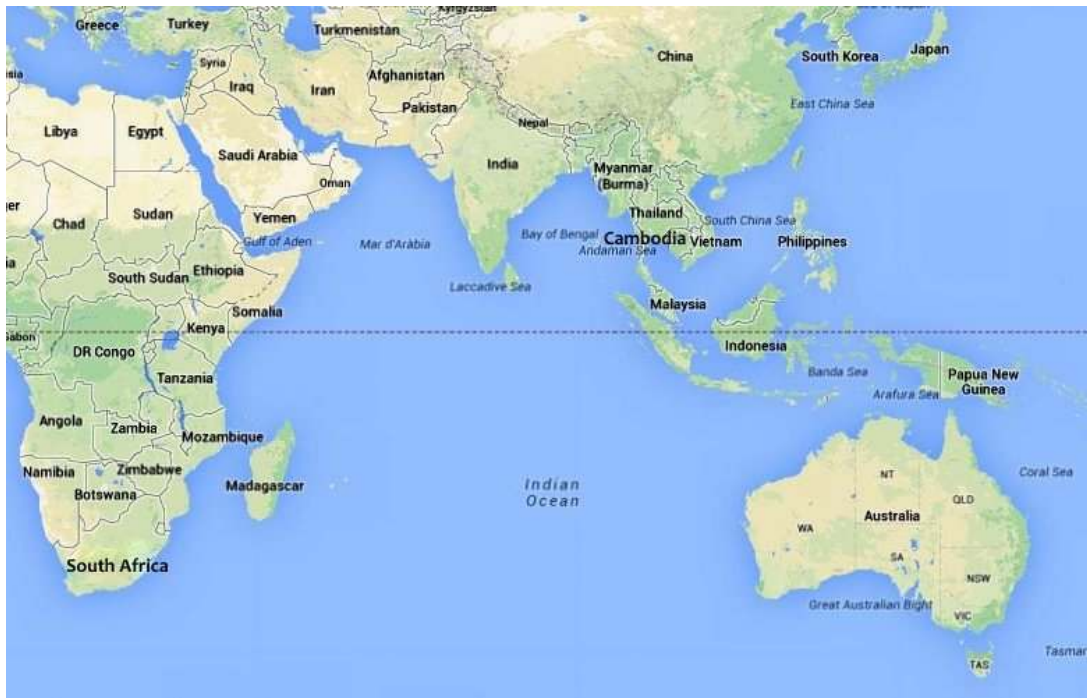 Kyrgyzstan
Greece
Turkey
Turkmenistan
China
South Korea
Japan
Syria
Iraq
Iran
Afghanistan
Pakistan
East China Sea
Libya
Egypt
Nepal
Saudi Arabia
India
Myanmar
(Burma)
Oman
Chad
Sudan
Yemen
Thailand
South China Sea
Gulf of Aden
Mar d'Aràbia
Bay of Bengal
Cambodia
Vietnam
Philippines
Andaman Sea
South Sudan
Ethiopia
Laccadive Sea
Malaysia
Somalia
Kenya
Gabon
DR Congo
Indonesia
Tanzania
Banda Sea
Papua New
Guinea
Arafura Sea
Angola
Zambia
Mozambique
Namibia
Zimbabwe
Botswana
Madagascar
Indian
Ocean
NT
Coral Sea
QLD
Australia
WA
SA
South Africa
NSW
Great Australian Bight
VIC
Tasman
TAS